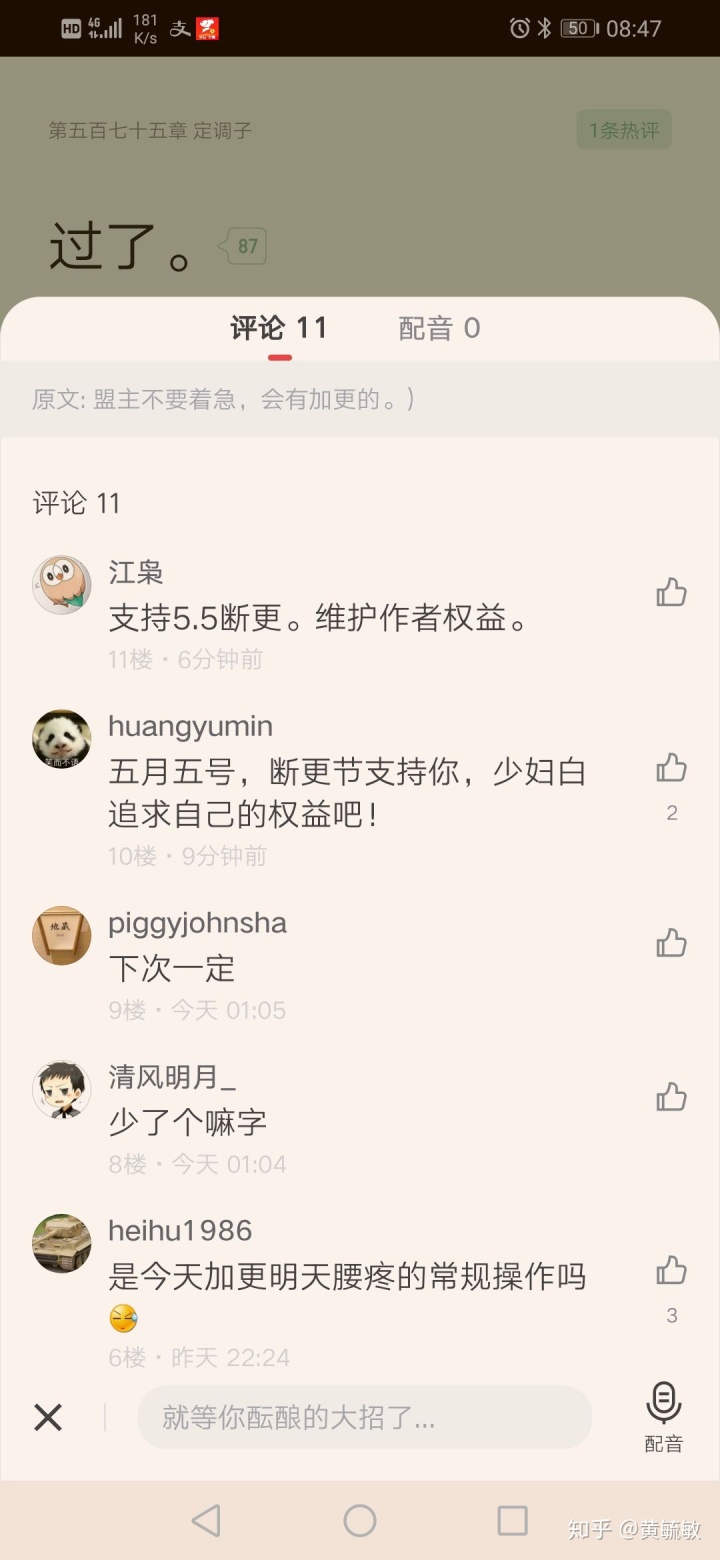 HD 4G 181 K/s 支 50 08:47
第五百七十五章 定调子
1条热评
过了。 87
评论 11 配音 0
原文: 盟主不要着急，会有加更的。）
评论 11
江枭
支持5.5断更。维护作者权益。
11楼 · 6分钟前
huangyumin
五月五号，断更节支持你，少妇白
追求自己的权益吧！
2
10楼 · 9分钟前
piggyjohnsha
下次一定
9楼 · 今天 01:05
清风明月_
少了个嘛字
8楼 · 今天 01:04
heihu1986
是今天加更明天腰疼的常规操作吗
3
6楼 · 昨天 22:24
就等你酝酿的大招了...
配音
知乎 @黄毓敏